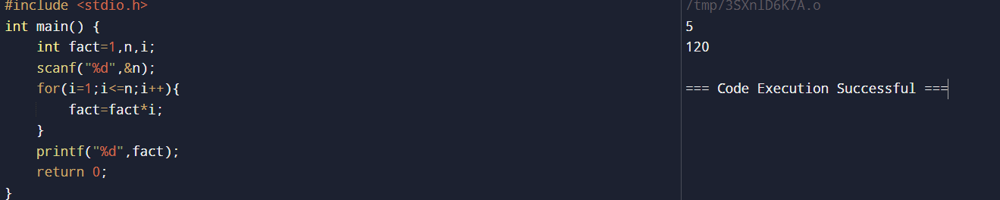 #include <stdio.h>
int main() {
    int fact=1,n,i;
    scanf("%d",&n);
    for(i=1;i<=n;i++){
        fact=fact*i;
    }
    printf("%d",fact);
    return 0;
}
/tmp/3SXnlD6K7A.o
5
120
=== Code Execution Successful ===